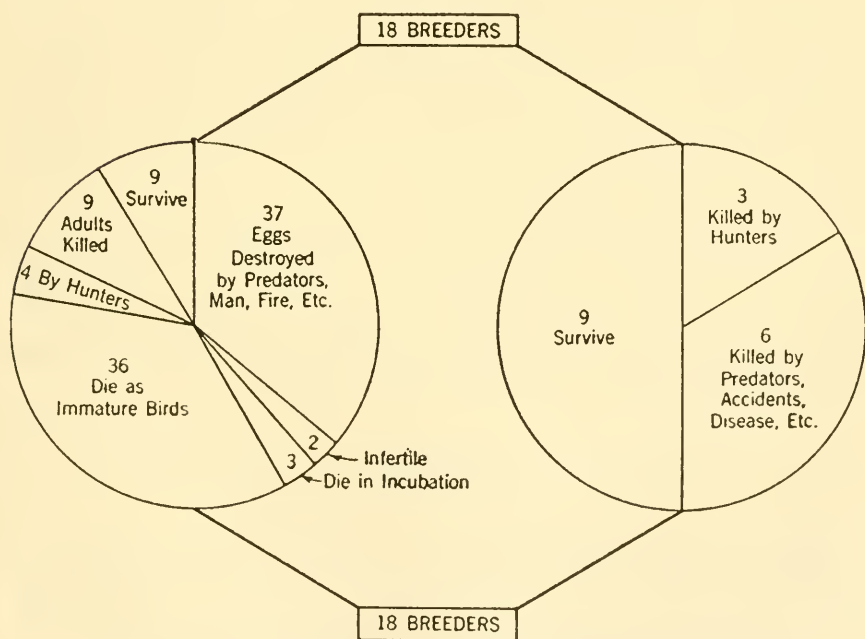 18 BREEDERS
9
Survive
9
Adults
Killed
4 By Hunters
37
Eggs
Destroyed
by Predators,
Man, Fire, Etc.
36
Die as
Immature Birds
2
Infertile
3
Die in Incubation
9
Survive
3
Killed by
Hunters
6
Killed by
Predators,
Accidents,
Disease, Etc.
18 BREEDERS